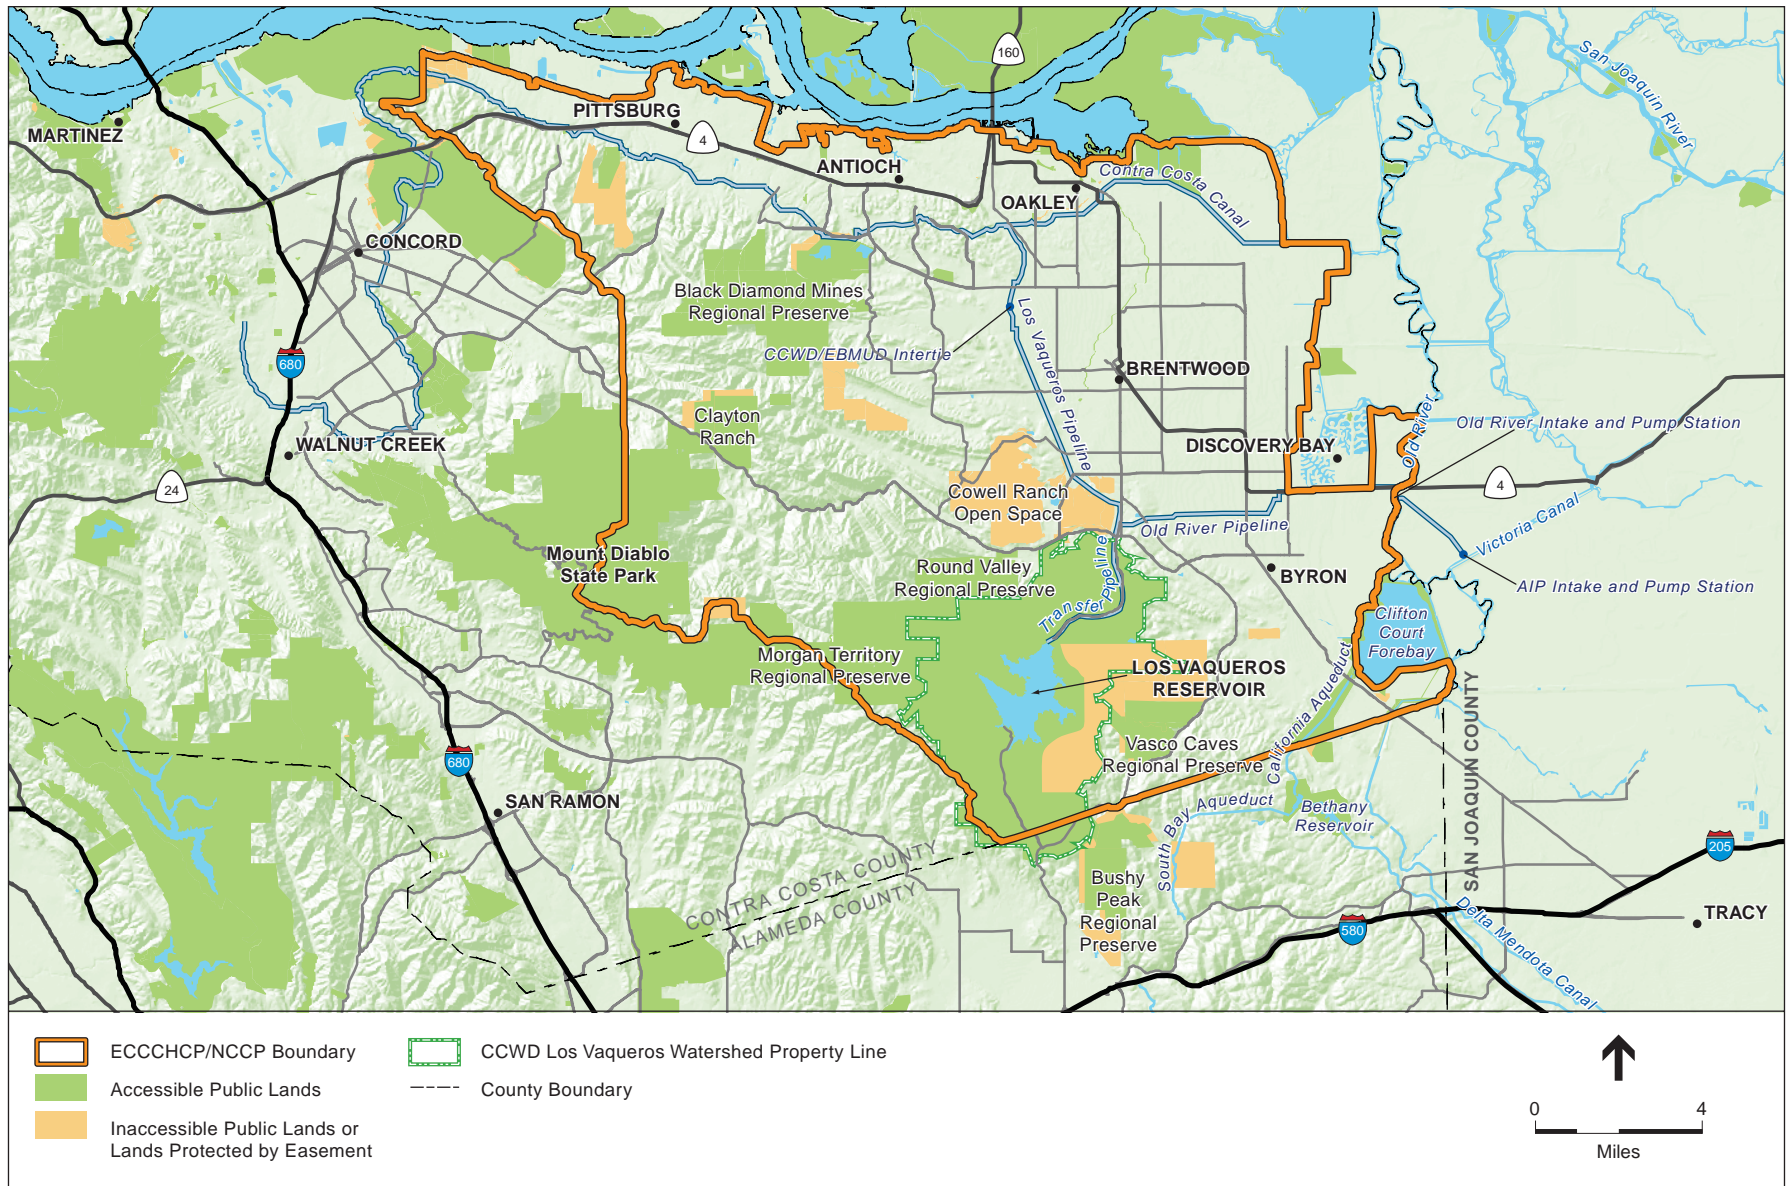 160
San Joaquin River
MARTINEZ
PITTSBURG
4
ANTIOCH
OAKLEY
Contra Costa Canal
CONCORD
Black Diamond Mines
Regional Preserve
CCWD/EBMUD Intertie
Los Vaqueros Pipeline
680
BRENTWOOD
Clayton
Ranch
WALNUT CREEK
DISCOVERY BAY
Old River
Old River Intake and Pump Station
24
4
Cowell Ranch
Open Space
Old River Pipeline
Victoria Canal
Mount Diablo
State Park
Round Valley
Regional Preserve
Transfer Pipeline
BYRON
AIP Intake and Pump Station
Clifton
Court
Forebay
Morgan Territory
Regional Preserve
LOS VAQUEROS
RESERVOIR
California Aqueduct
SAN JOAQUIN COUNTY
Vasco Caves
Regional Preserve
680
SAN RAMON
South Bay Aqueduct
Bethany
Reservoir
205
CONTRA COSTA COUNTY
ALAMEDA COUNTY
Bushy
Peak
Regional
Preserve
580
Delta Mendota Canal
TRACY
ECCCHCP/NCCP Boundary
Accessible Public Lands
Inaccessible Public Lands or
Lands Protected by Easement
CCWD Los Vaqueros Watershed Property Line
County Boundary
0 4
Miles